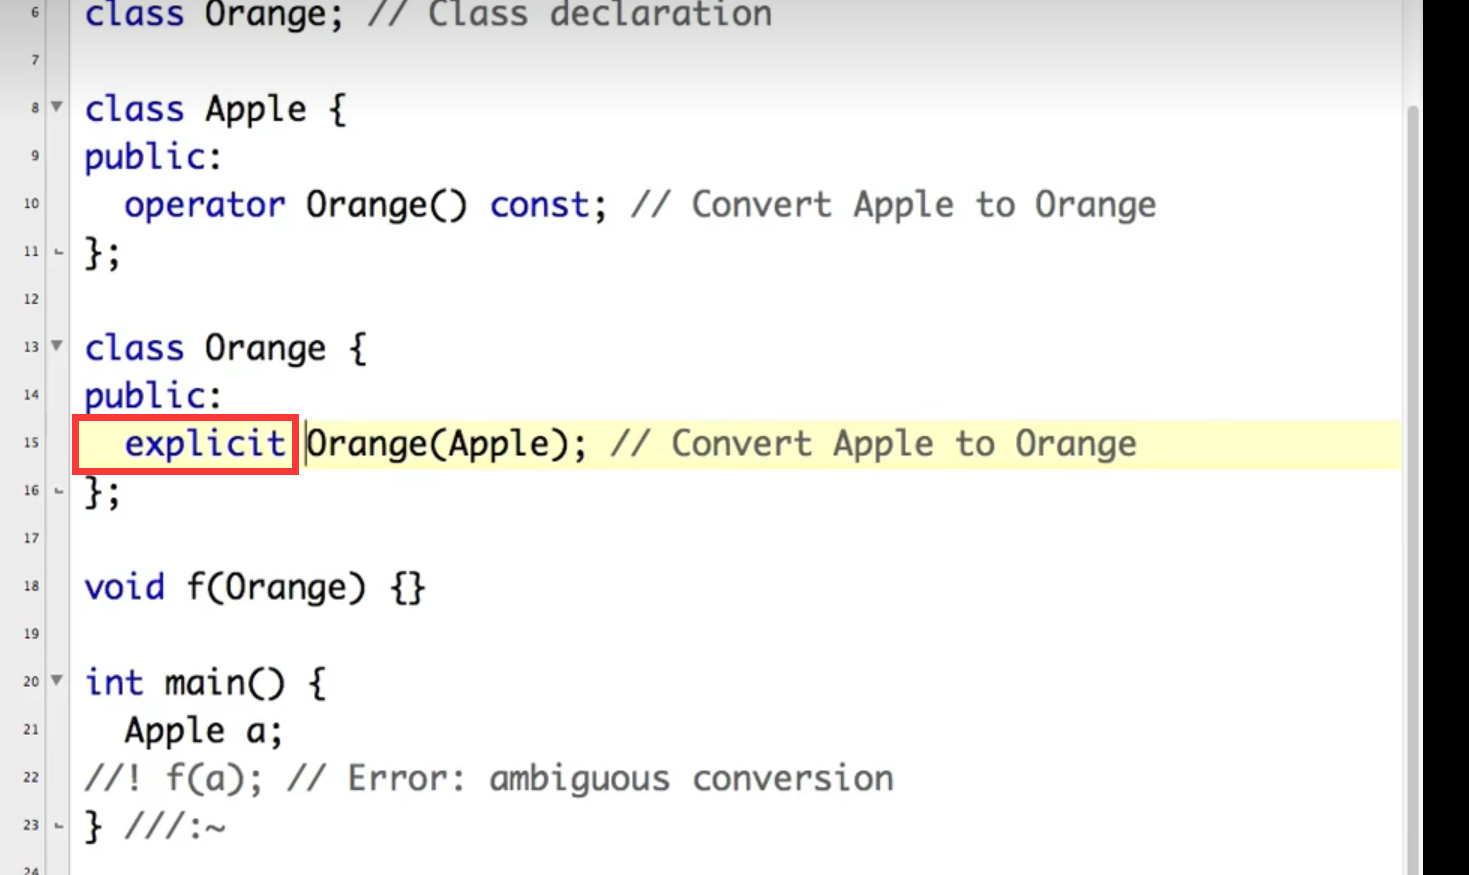 6 class Orange; // Class declaration
7
8 class Apple {
9 public:
10 operator Orange() const; // Convert Apple to Orange
11 };
12
13 class Orange {
14 public:
15 explicit Orange(Apple); // Convert Apple to Orange
16 };
17
18 void f(Orange) {}
19
20 int main() {
21 Apple a;
22 //! f(a); // Error: ambiguous conversion
23 } ///:~
24